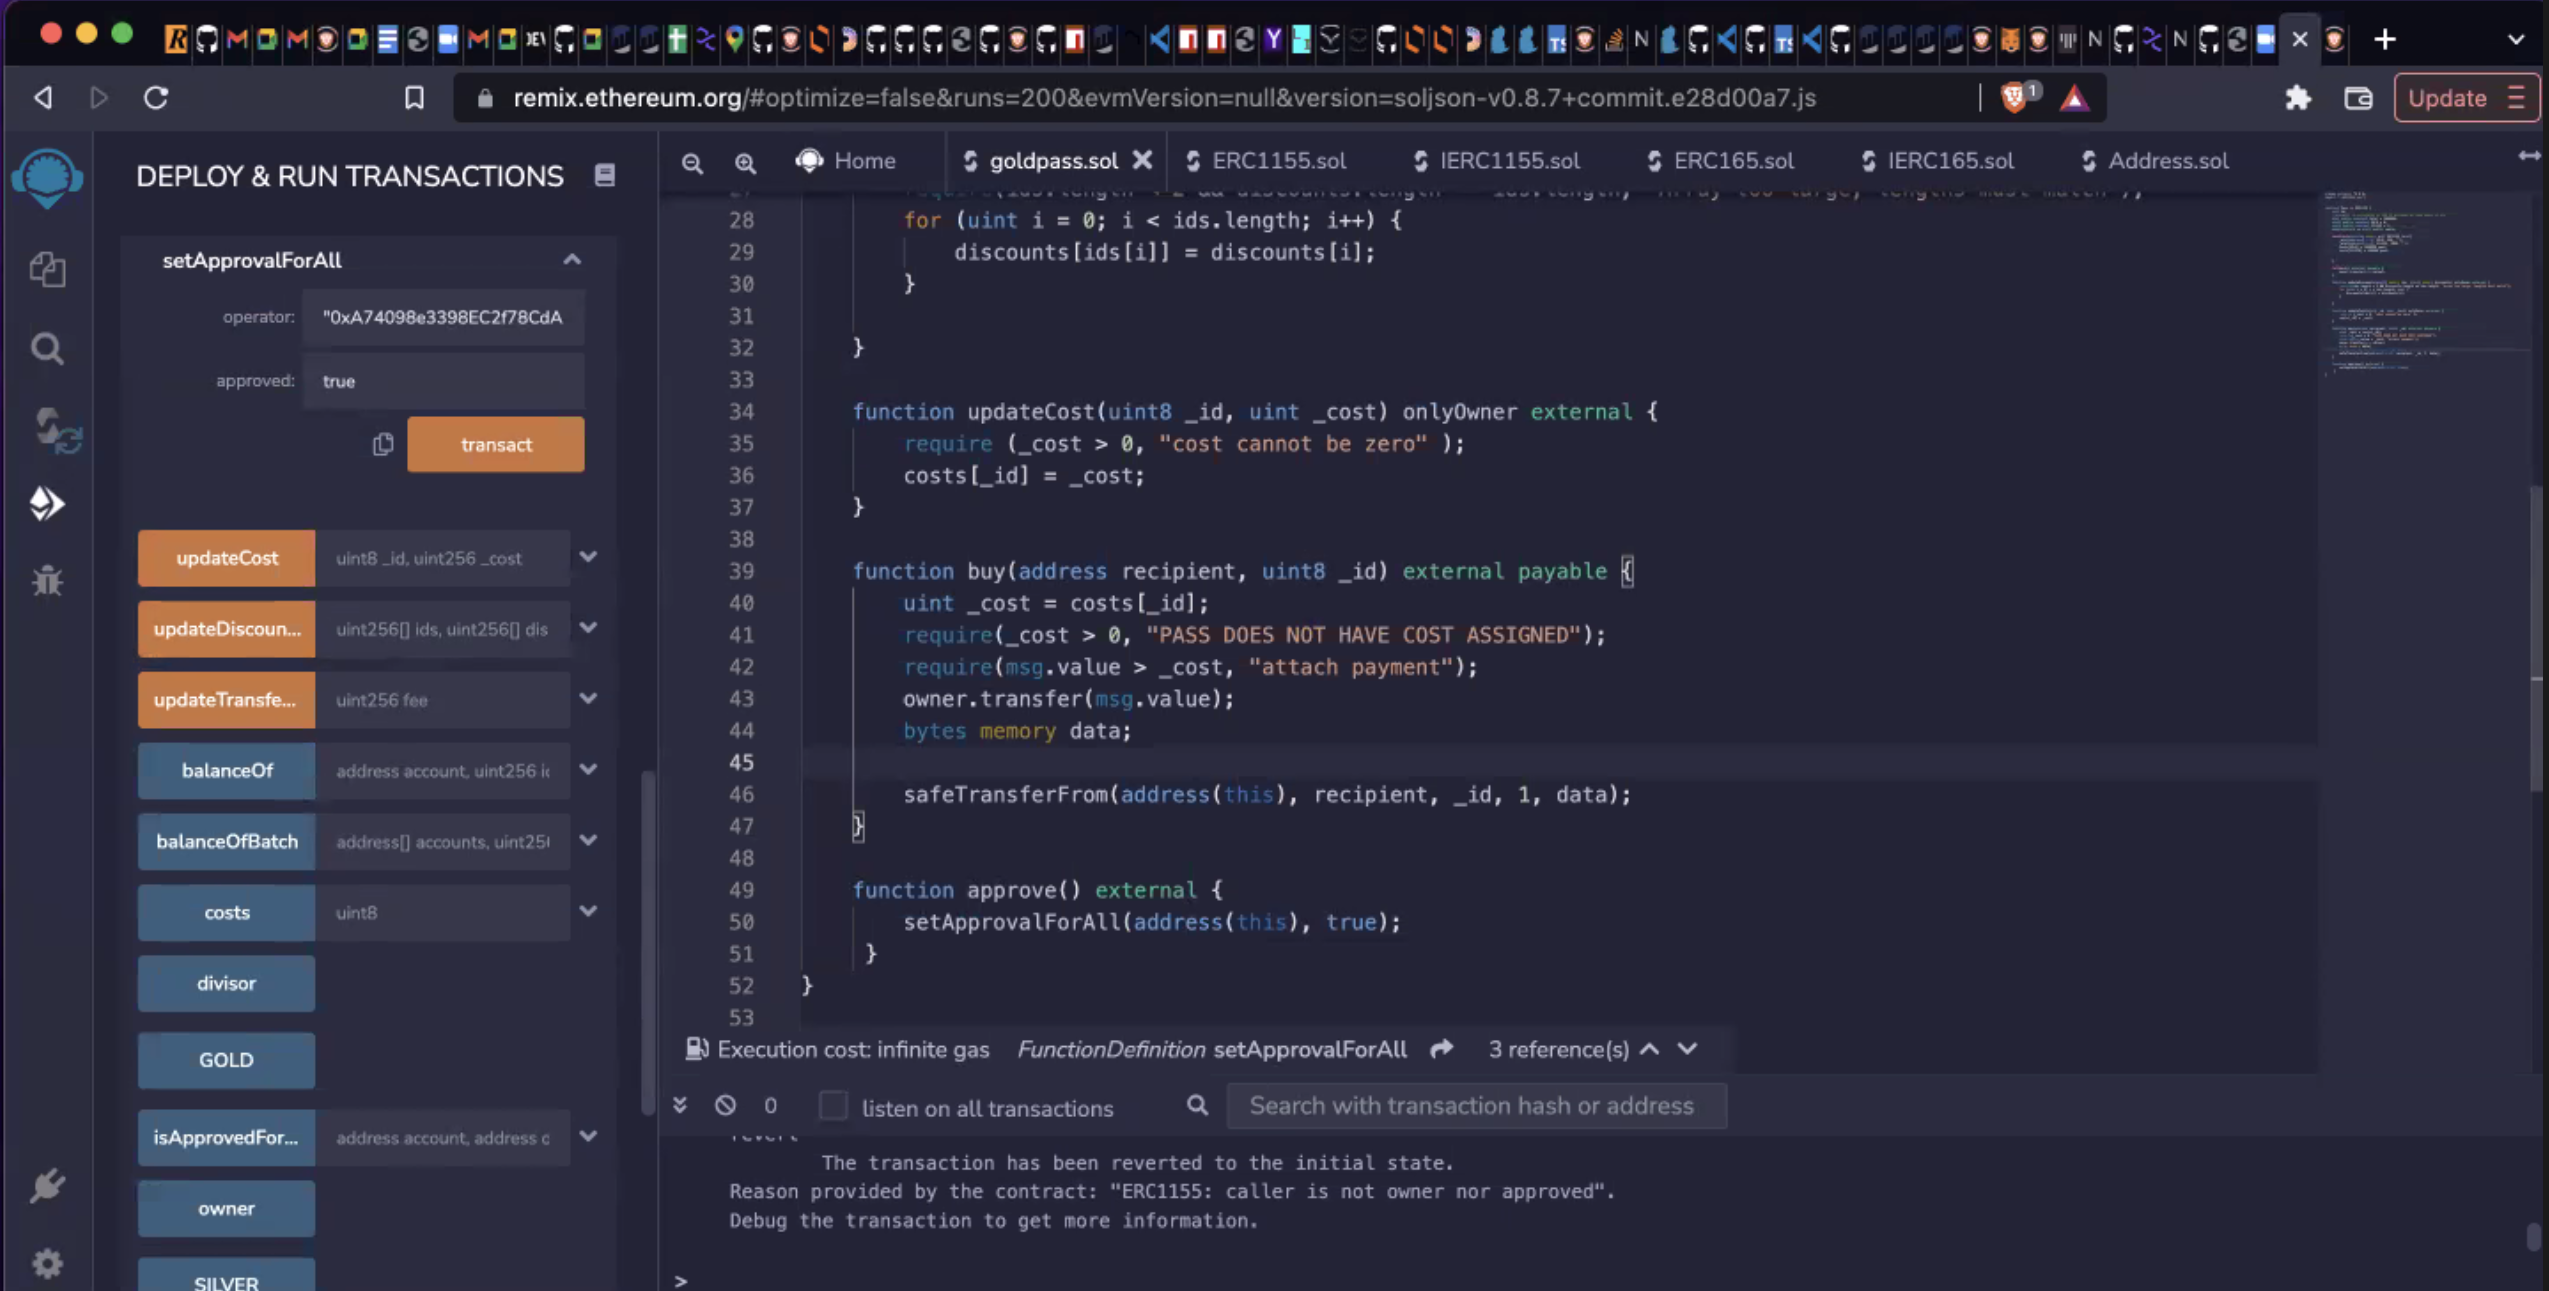 remix.ethereum.org/#optimize=false&runs=200&evmVersion=null&version=soljson-v0.8.7+commit.e28d00a7.js
1
Update
DEPLOY & RUN TRANSACTIONS
Home
goldpass.sol
ERC1155.sol
IERC1155.sol
ERC165.sol
IERC165.sol
Address.sol
setApprovalForAll
operator: "0xA74098e3398EC2f78CdA
approved: true
transact
updateCost uint8 _id, uint256 _cost
updateDiscoun... uint256[] ids, uint256[] dis
updateTransfe... uint256 fee
balanceOf address account, uint256 ic
balanceOfBatch address[] accounts, uint25
costs uint8
divisor
GOLD
isApprovedFor... address account, address c
owner
SILVER
28 for (uint i = 0; i < ids.length; i++) {
29 discounts[ids[i]] = discounts[i];
30 }
31
32 }
33
34 function updateCost(uint8 _id, uint _cost) onlyOwner external {
35 require (_cost > 0, "cost cannot be zero" );
36 costs[_id] = _cost;
37 }
38
39 function buy(address recipient, uint8 _id) external payable {
40 uint _cost = costs[_id];
41 require(_cost > 0, "PASS DOES NOT HAVE COST ASSIGNED");
42 require(msg.value > _cost, "attach payment");
43 owner.transfer(msg.value);
44 bytes memory data;
45
46 safeTransferFrom(address(this), recipient, _id, 1, data);
47 }
48
49 function approve() external {
50 setApprovalForAll(address(this), true);
51 }
52 }
53
Execution cost: infinite gas FunctionDefinition setApprovalForAll 3 reference(s)
0 listen on all transactions Search with transaction hash or address
revert
The transaction has been reverted to the initial state.
Reason provided by the contract: "ERC1155: caller is not owner nor approved".
Debug the transaction to get more information.
>